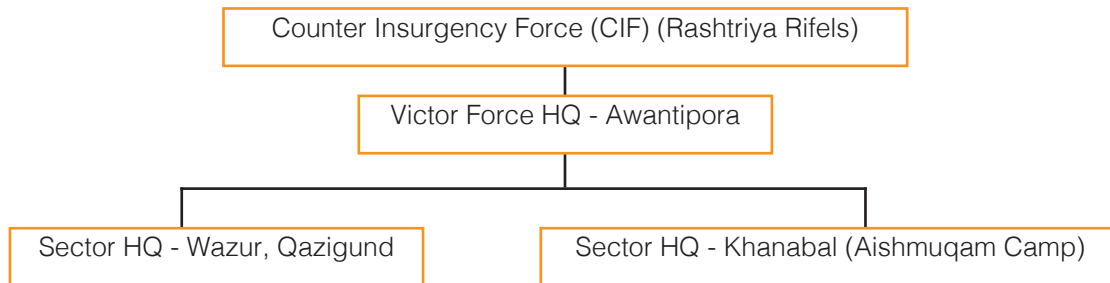 Counter Insurgency Force (CIF) (Rashtriya Rifels)
Victor Force HQ - Awantipora
Sector HQ - Wazur, Qazigund
Sector HQ - Khanabal (Aishmuqam Camp)